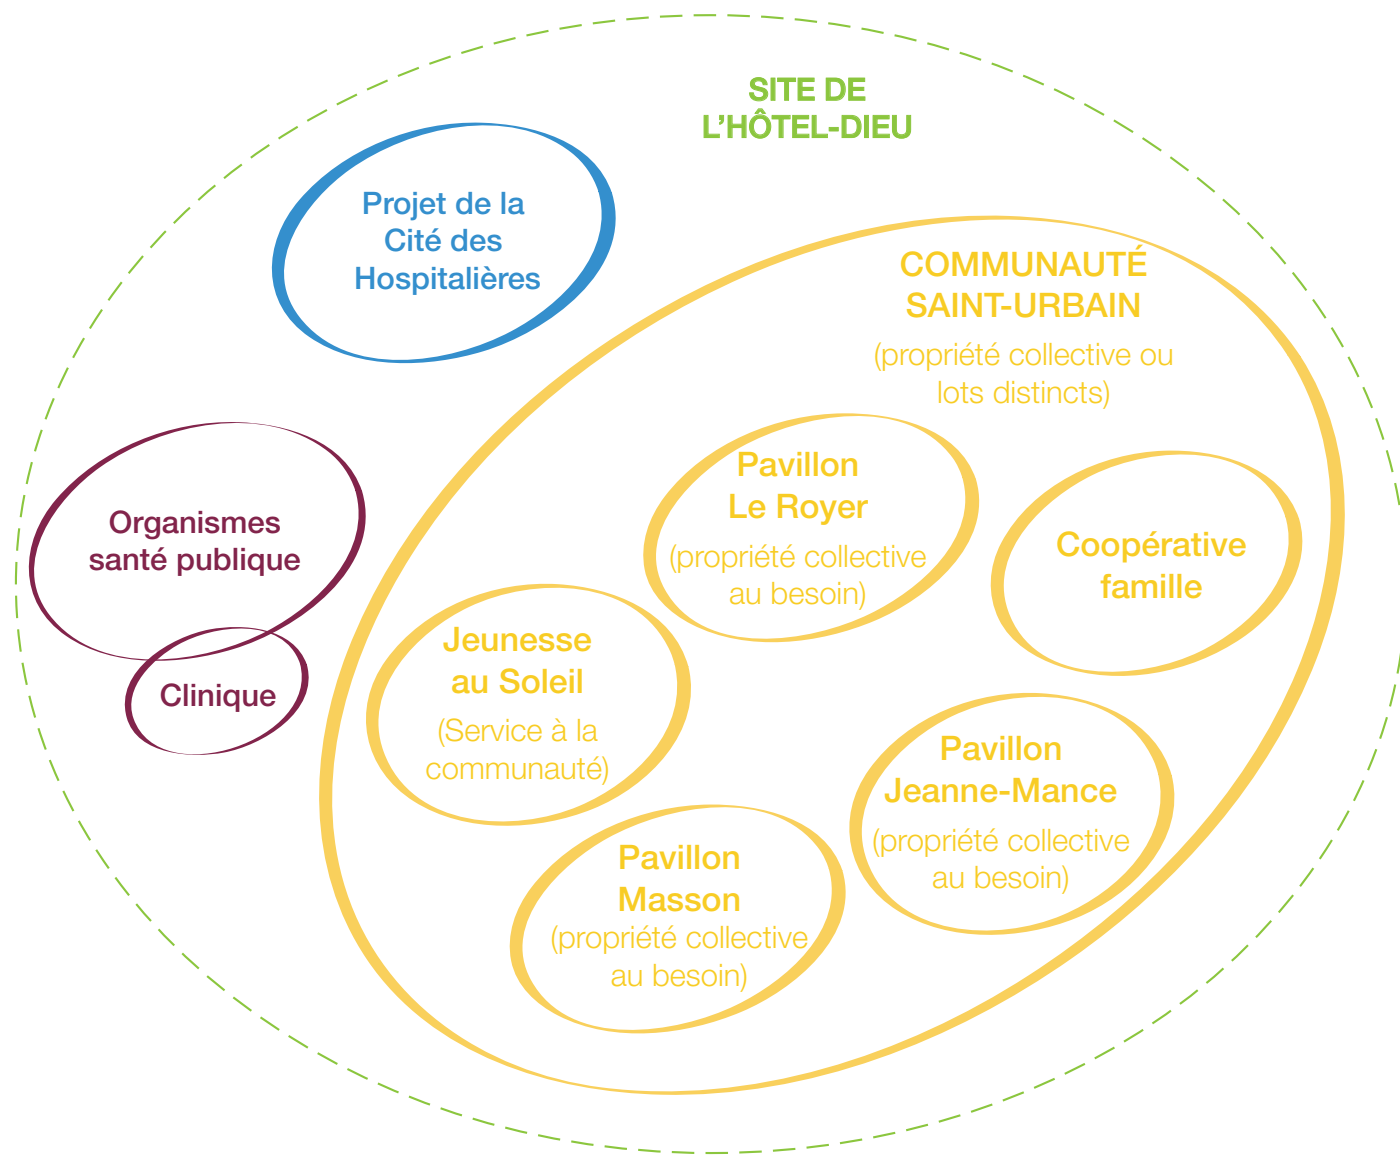 SITE DE
L'HÔTEL-DIEU
Projet de la
Cité des
Hospitalières
COMMUNAUTÉ
SAINT-URBAIN
(propriété collective ou
lots distincts)
Pavillon
Le Royer
(propriété collective
au besoin)
Coopérative
famille
Organismes
santé publique
Clinique
Jeunesse
au Soleil
(Service à la
communauté)
Pavillon
Jeanne-Mance
(propriété collective
au besoin)
Pavillon
Masson
(propriété collective
au besoin)